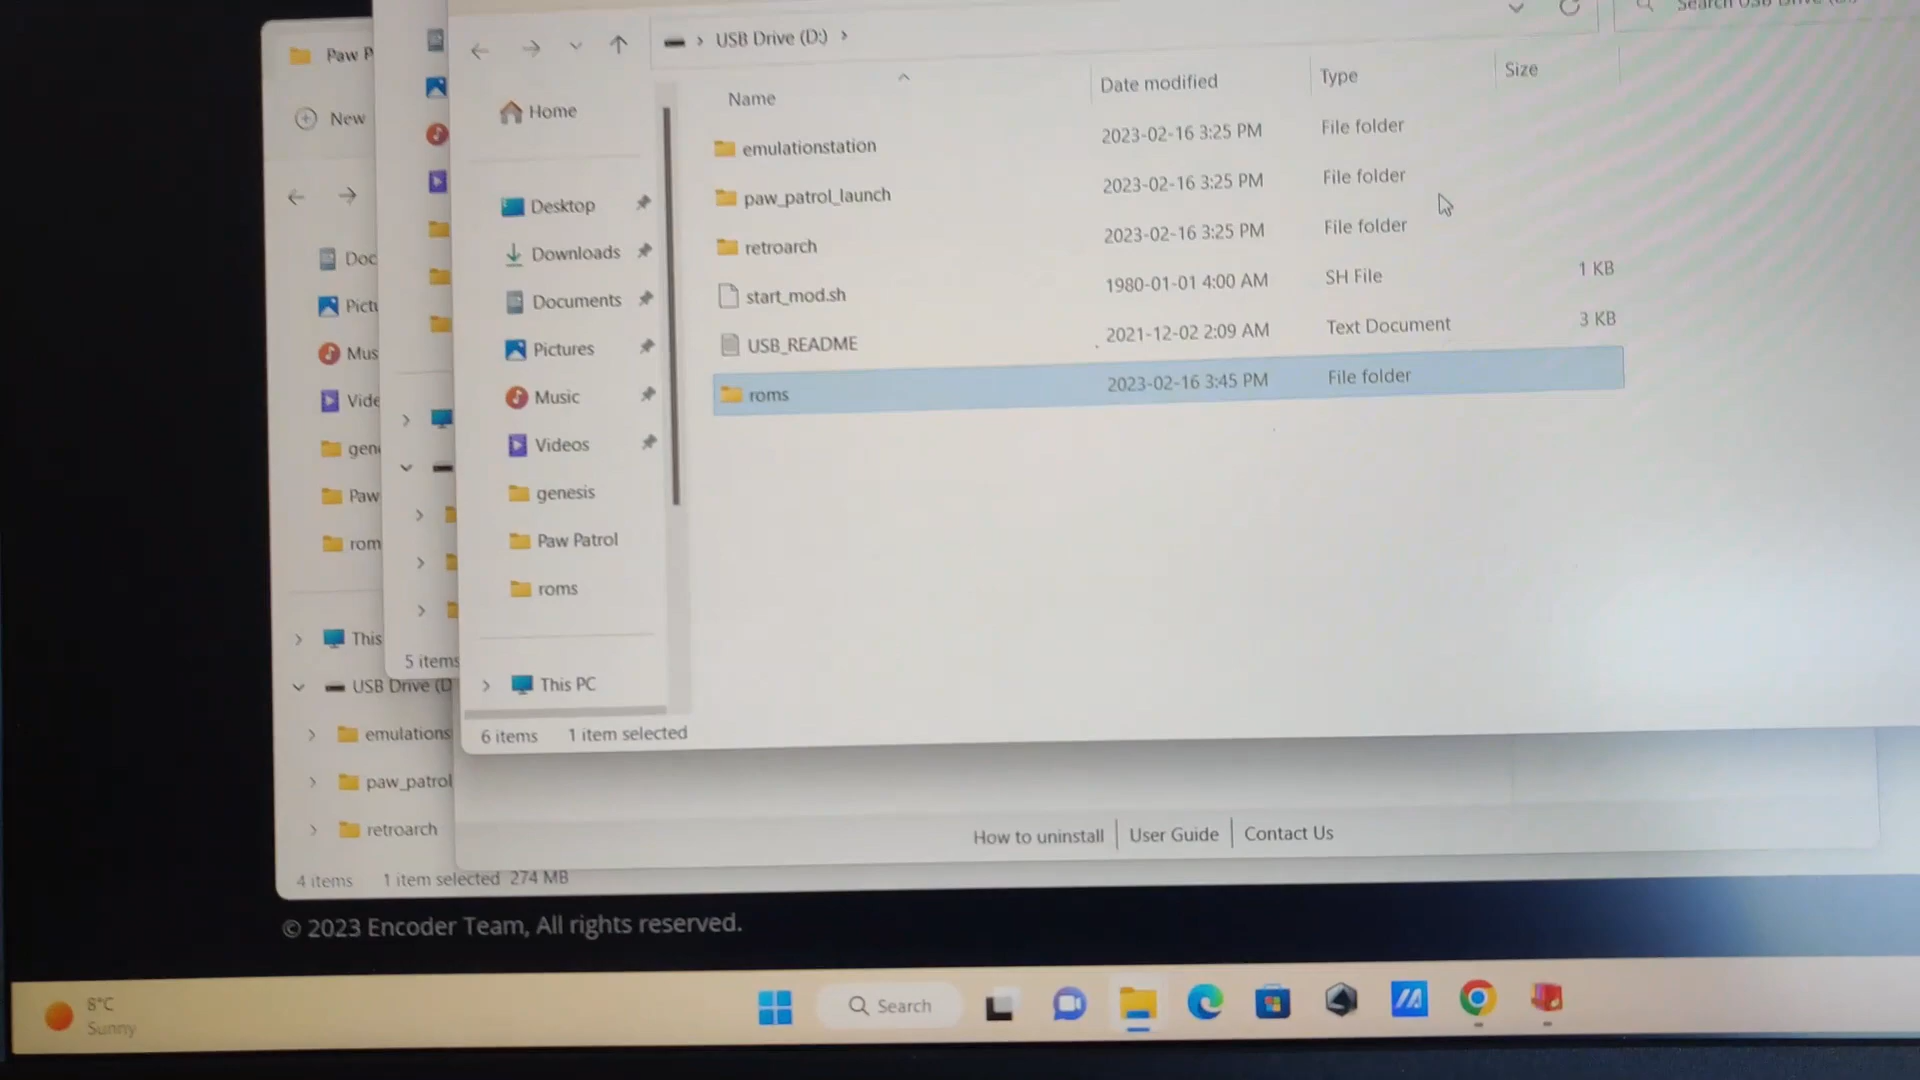 Search USB Drive (D:)
USB Drive (D:)
Name
Date modified
Type
Size
emulationstation
2023-02-16 3:25 PM
File folder
paw_patrol_launch
2023-02-16 3:25 PM
File folder
retroarch
2023-02-16 3:25 PM
File folder
start_mod.sh
1980-01-01 4:00 AM
SH File
1 KB
USB_README
2021-12-02 2:09 AM
Text Document
3 KB
roms
2023-02-16 3:45 PM
File folder
Home
Desktop
Downloads
Documents
Pictures
Music
Videos
genesis
Paw Patrol
roms
This PC
6 items
1 item selected
5 items
Paw P
New
Doc
Pictu
Mus
Vide
gen
Paw
rom
This
USB Drive (D
emulations
paw_patrol
retroarch
4 items
1 item selected 274 MB
How to uninstall
User Guide
Contact Us
© 2023 Encoder Team, All rights reserved.
8°C
Sunny
Search